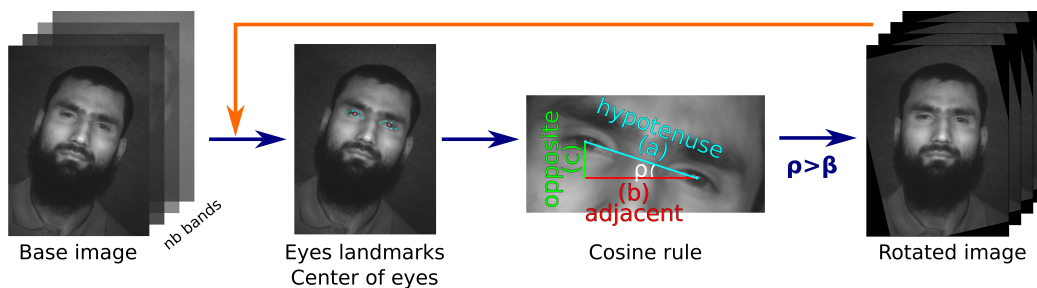 nb bands
Base image
Eyes landmarks
Center of eyes
hypotenuse
(a)
opposite
(c)
ρ
(b)
adjacent
Cosine rule
ρ>β
Rotated image